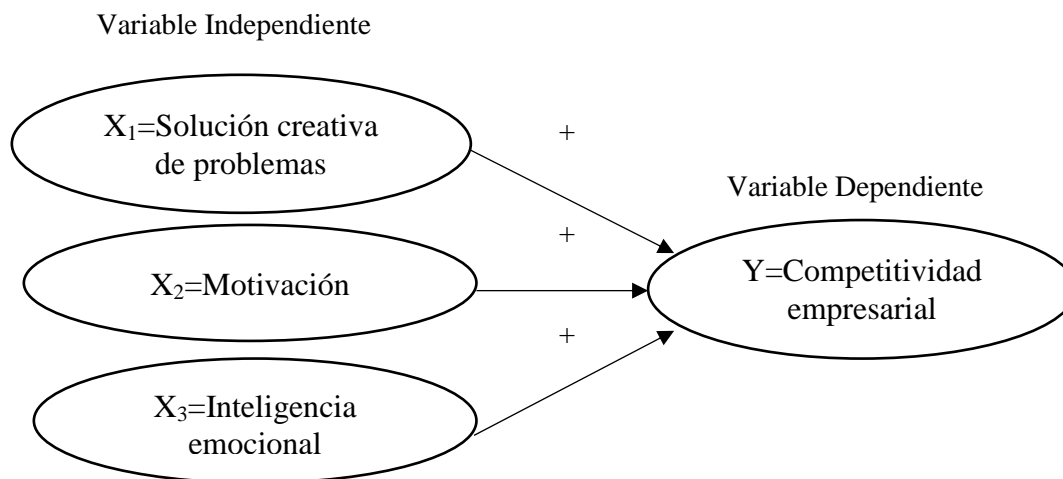 Variable Independiente
X₁=Solución creativa
de problemas
+
X₂=Motivación
+
X₃=Inteligencia
emocional
+
Variable Dependiente
Y=Competitividad
empresarial